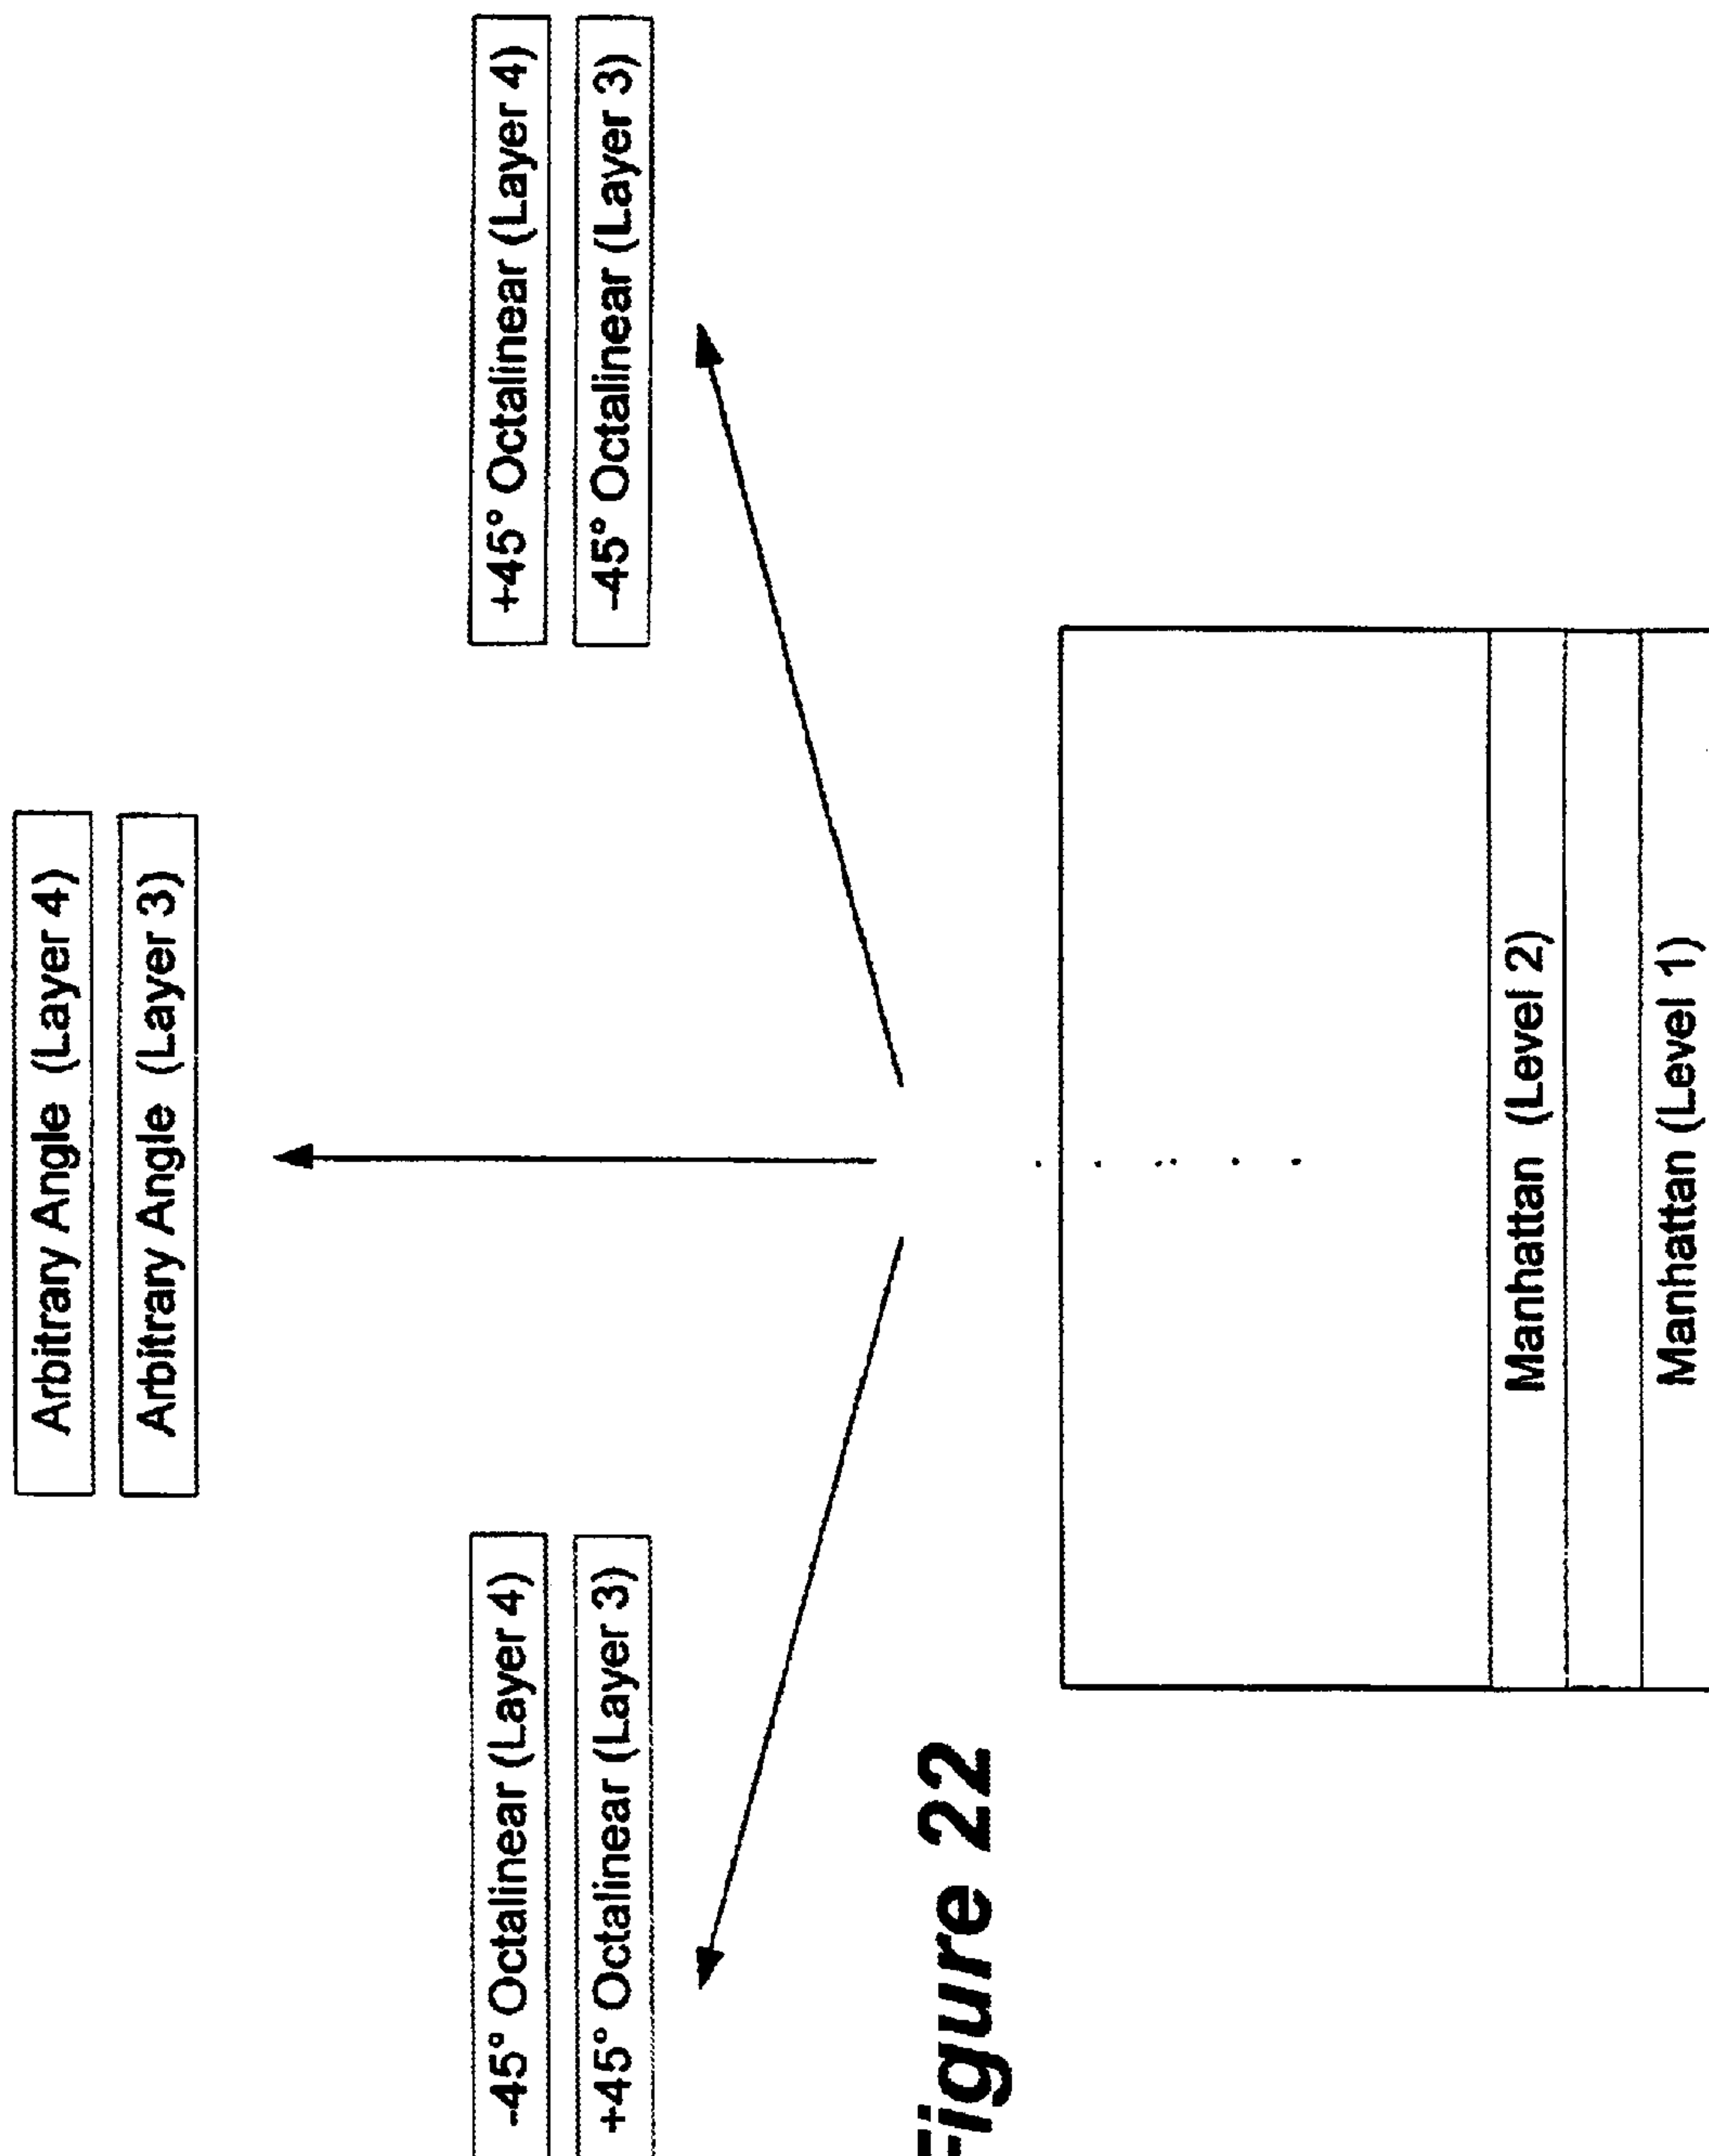 Arbitrary Angle (Layer 4)
Arbitrary Angle (Layer 3)
-45° Octalinear (Layer 4)
+45° Octalinear (Layer 3)
+45° Octalinear (Layer 4)
-45° Octalinear (Layer 3)
Figure 22
Manhattan (Level 2)
Manhattan (Level 1)